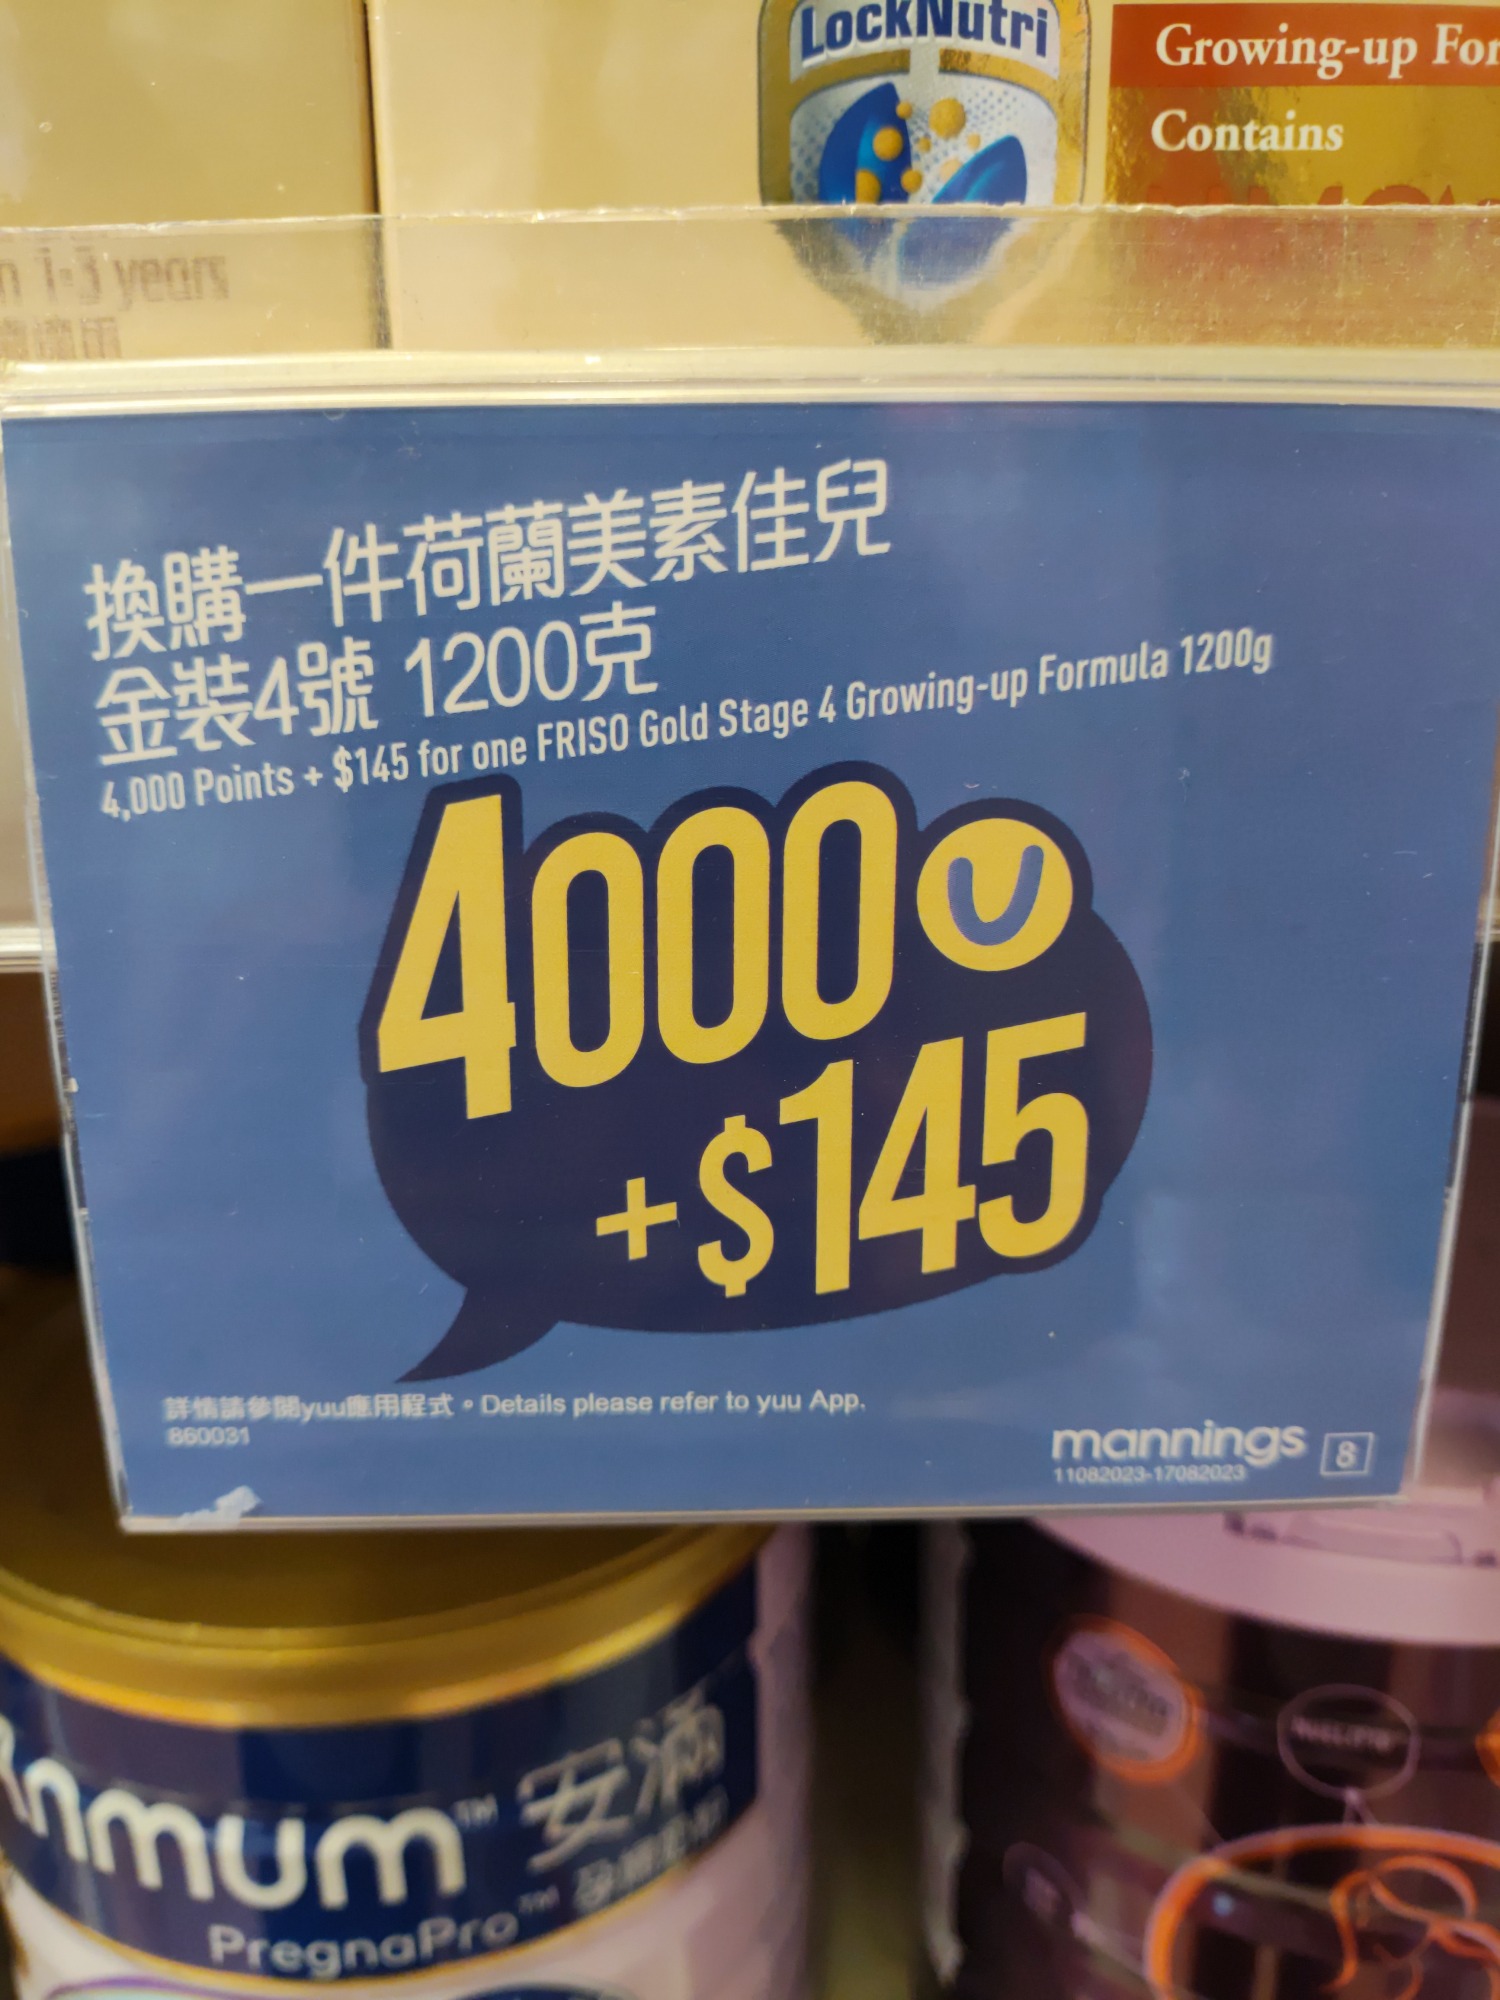 LockNutri
Growing-up For
Contains
1-3 years
換購一件荷蘭美素佳兒
金裝4號 1200克
4,000 Points + $145 for one FRISO Gold Stage 4 Growing-up Formula 1200g
4000 U
+$145
詳情請參閱yuu應用程式。Details please refer to yuu App.
860031
mannings 8
11082023-17082023
Anmum™ 安滿
PregnaPro™